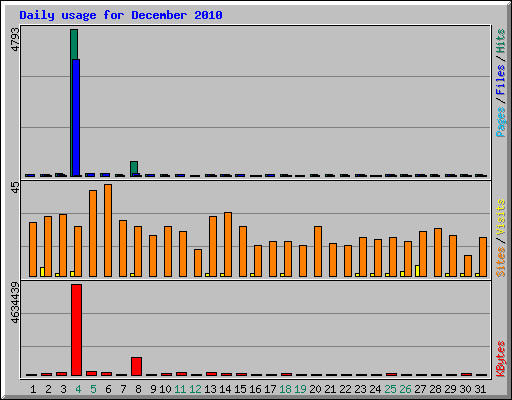 Daily usage for December 2010
4793
Pages / Files / Hits
45
Sites / Visits
4634439
KBytes
1 2 3 4 5 6 7 8 9 10 11 12 13 14 15 16 17 18 19 20 21 22 23 24 25 26 27 28 29 30 31